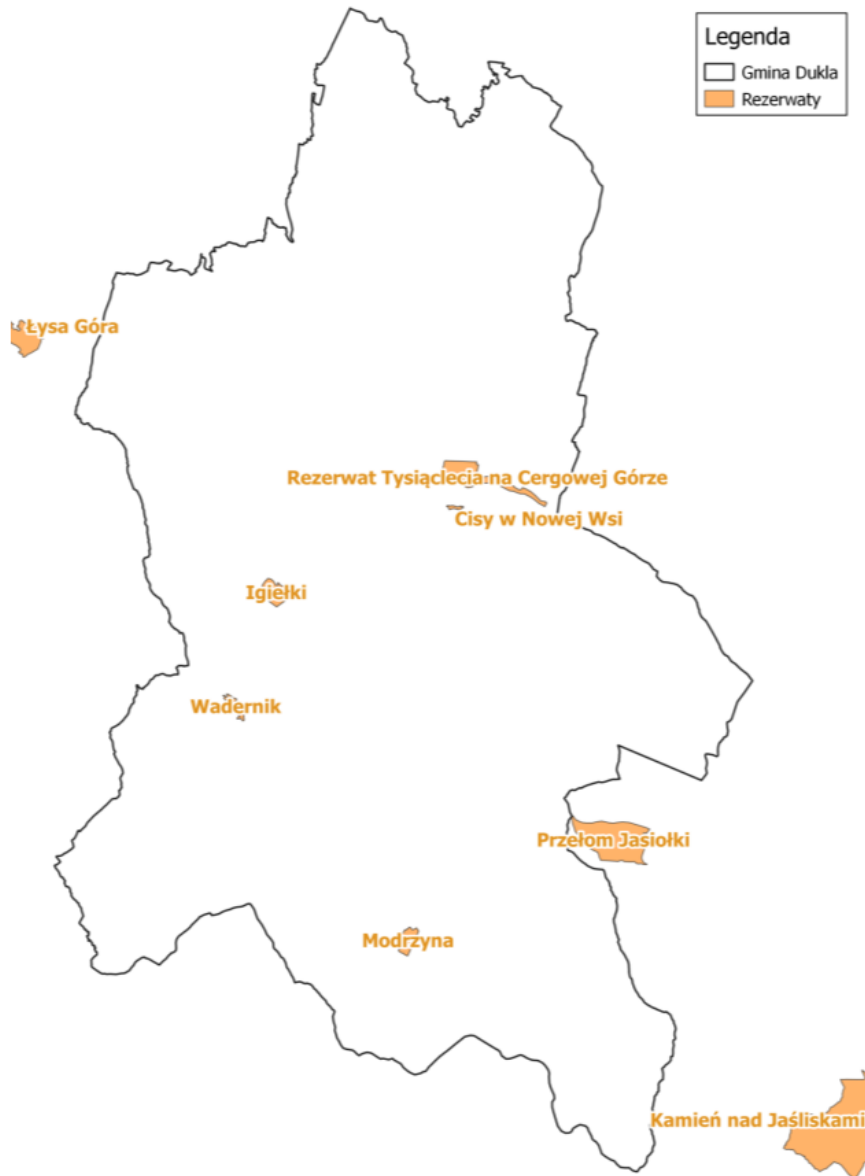 Legenda
Gmina Dukla
Rezerwaty
Łysa Góra
Rezerwat Tysiąclecia na Cergowej Górze
Cisy w Nowej Wsi
Igiełki
Wadernik
Przełom Jasiołki
Modrzyna
Kamień nad Jaśliskami